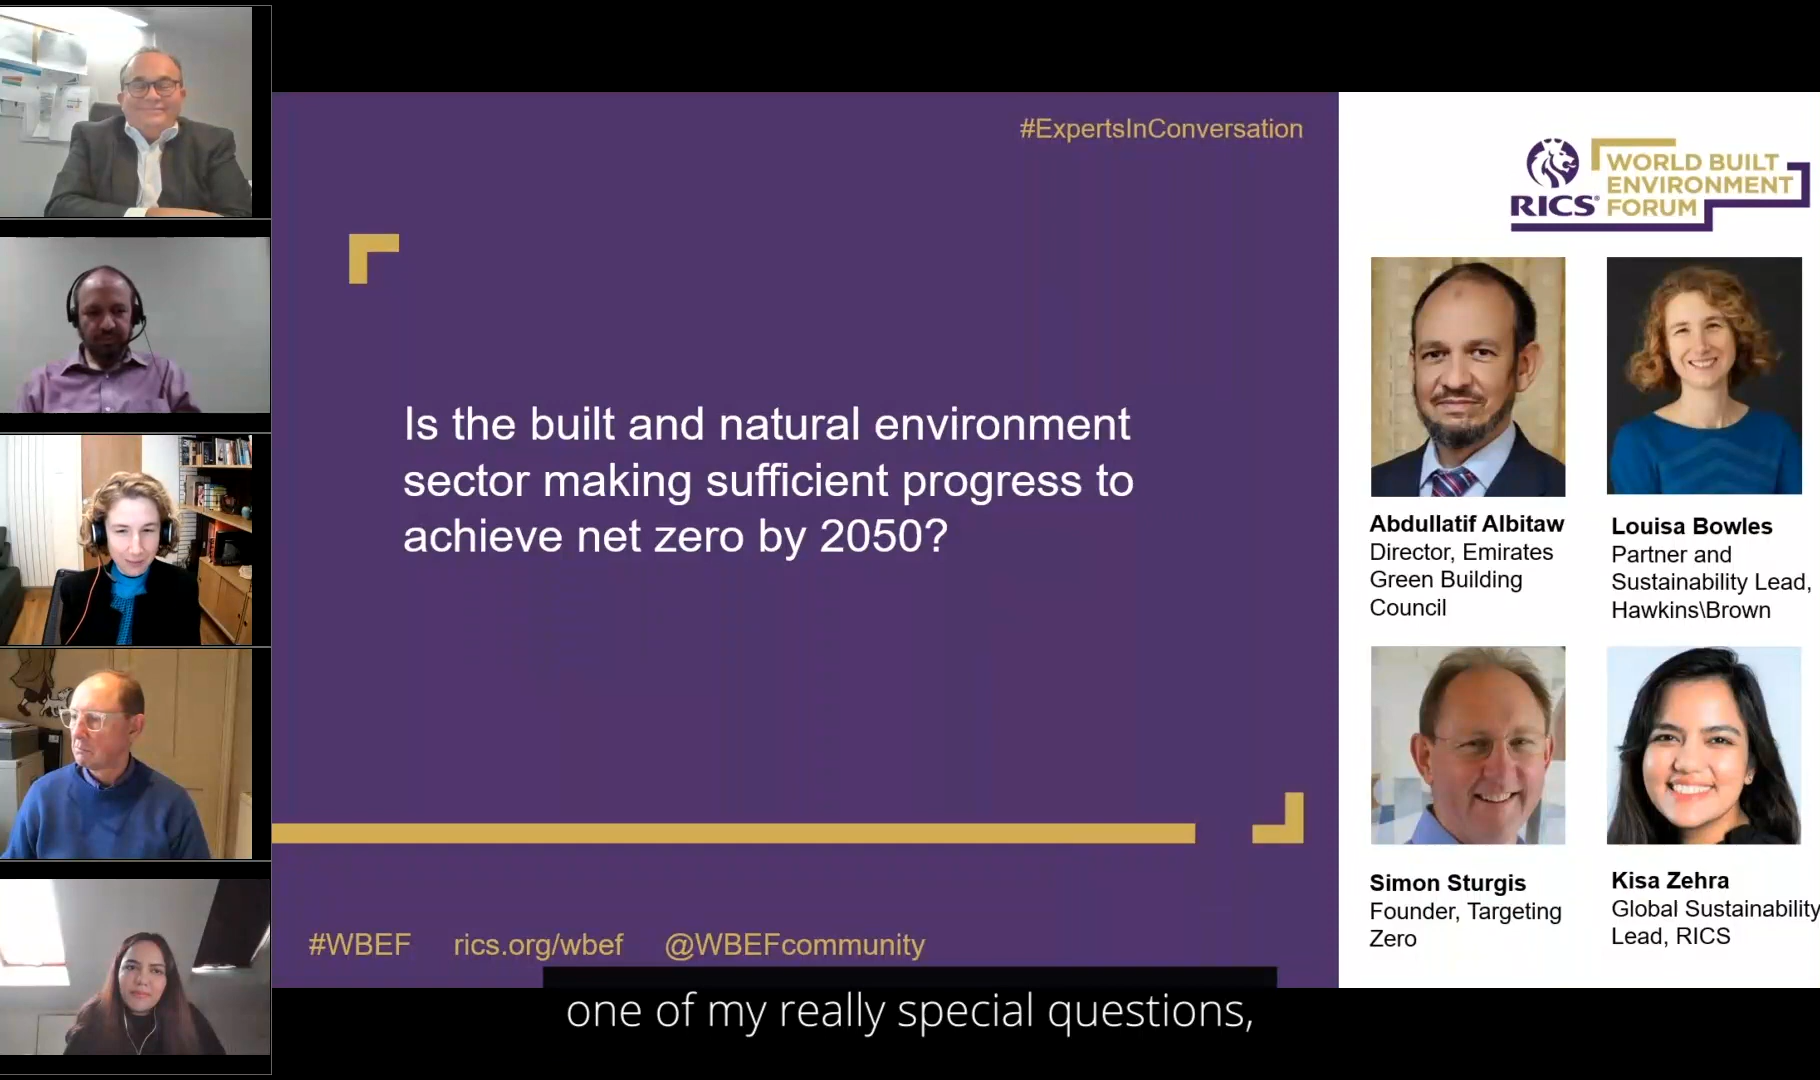 #ExpertsInConversation
Is the built and natural environment
sector making sufficient progress to
achieve net zero by 2050?
#WBEF rics.org/wbef @WBEFcommunity
RICS®
WORLD BUILT
ENVIRONMENT
FORUM
Abdullatif Albitaw
Director, Emirates
Green Building
Council
Louisa Bowles
Partner and
Sustainability Lead,
Hawkins\Brown
Simon Sturgis
Founder, Targeting
Zero
Kisa Zehra
Global Sustainability
Lead, RICS
one of my really special questions,